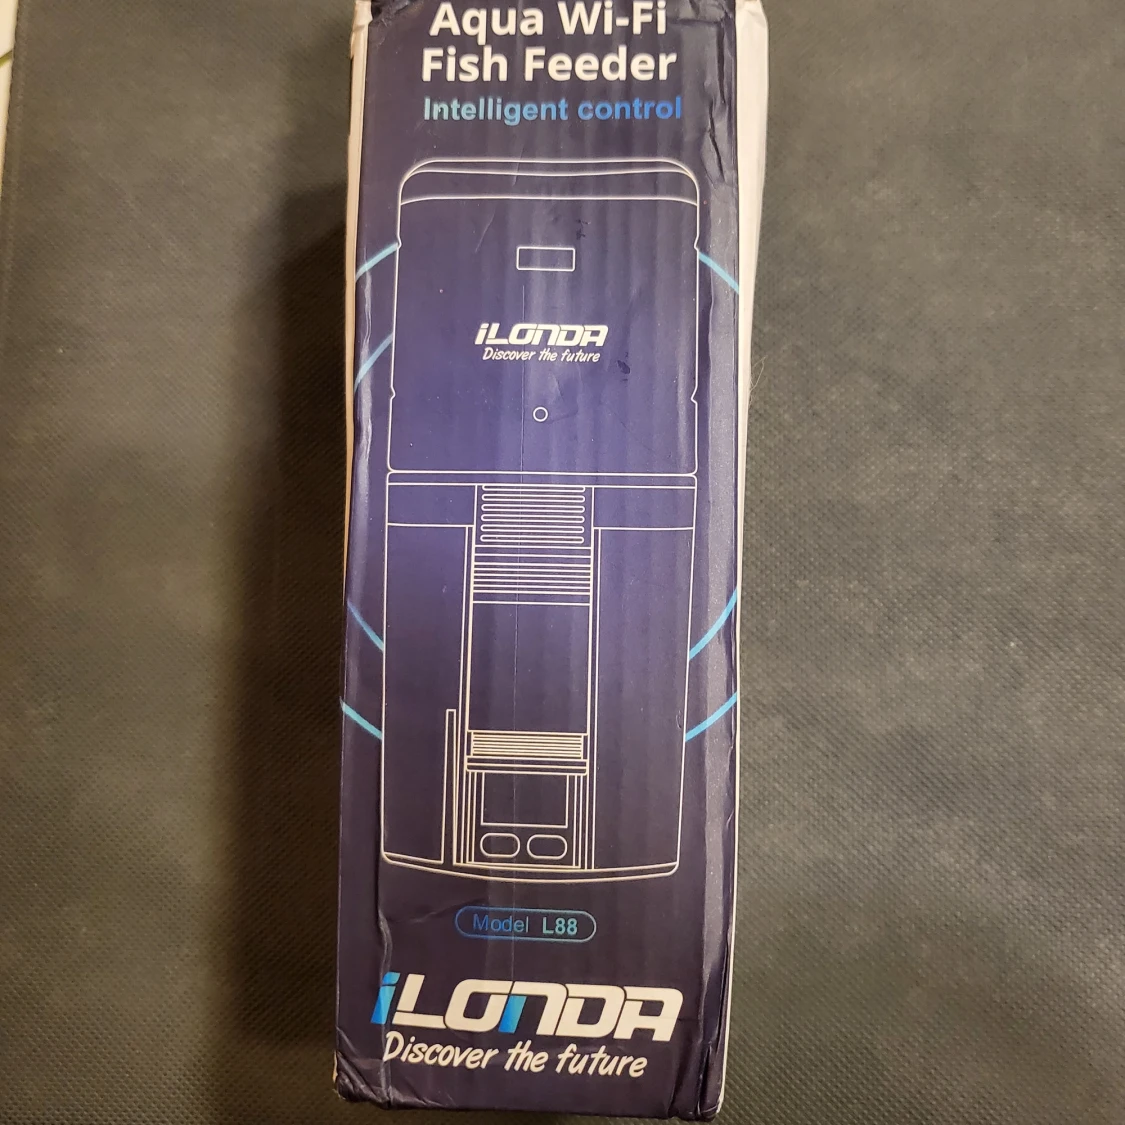 Aqua Wi-Fi
Fish Feeder
Intelligent control
iLONDA
Discover the future
Model L88
iLONDA
Discover the future